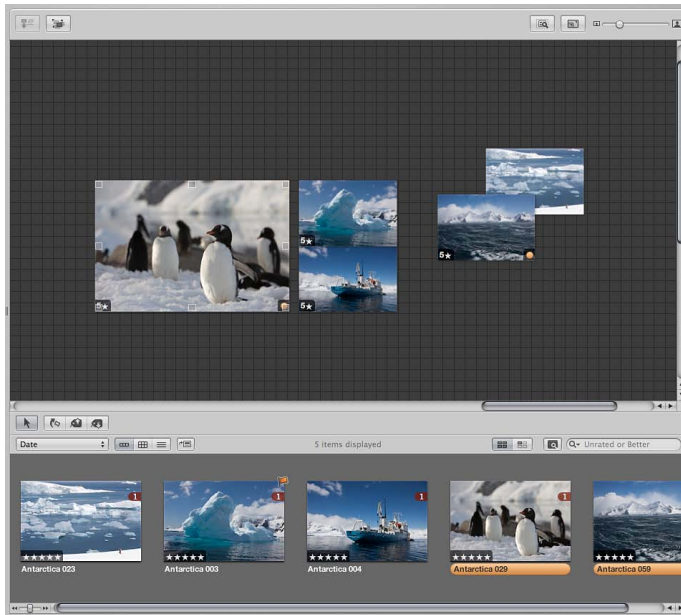 5★
5★
5★
5★
Date
5 items displayed
Unrated or Better
1
1
1
1
★★★★★
★★★★★
★★★★★
★★★★★
★★★★★
Antarctica 023
Antarctica 003
Antarctica 004
Antarctica 029
Antarctica 059